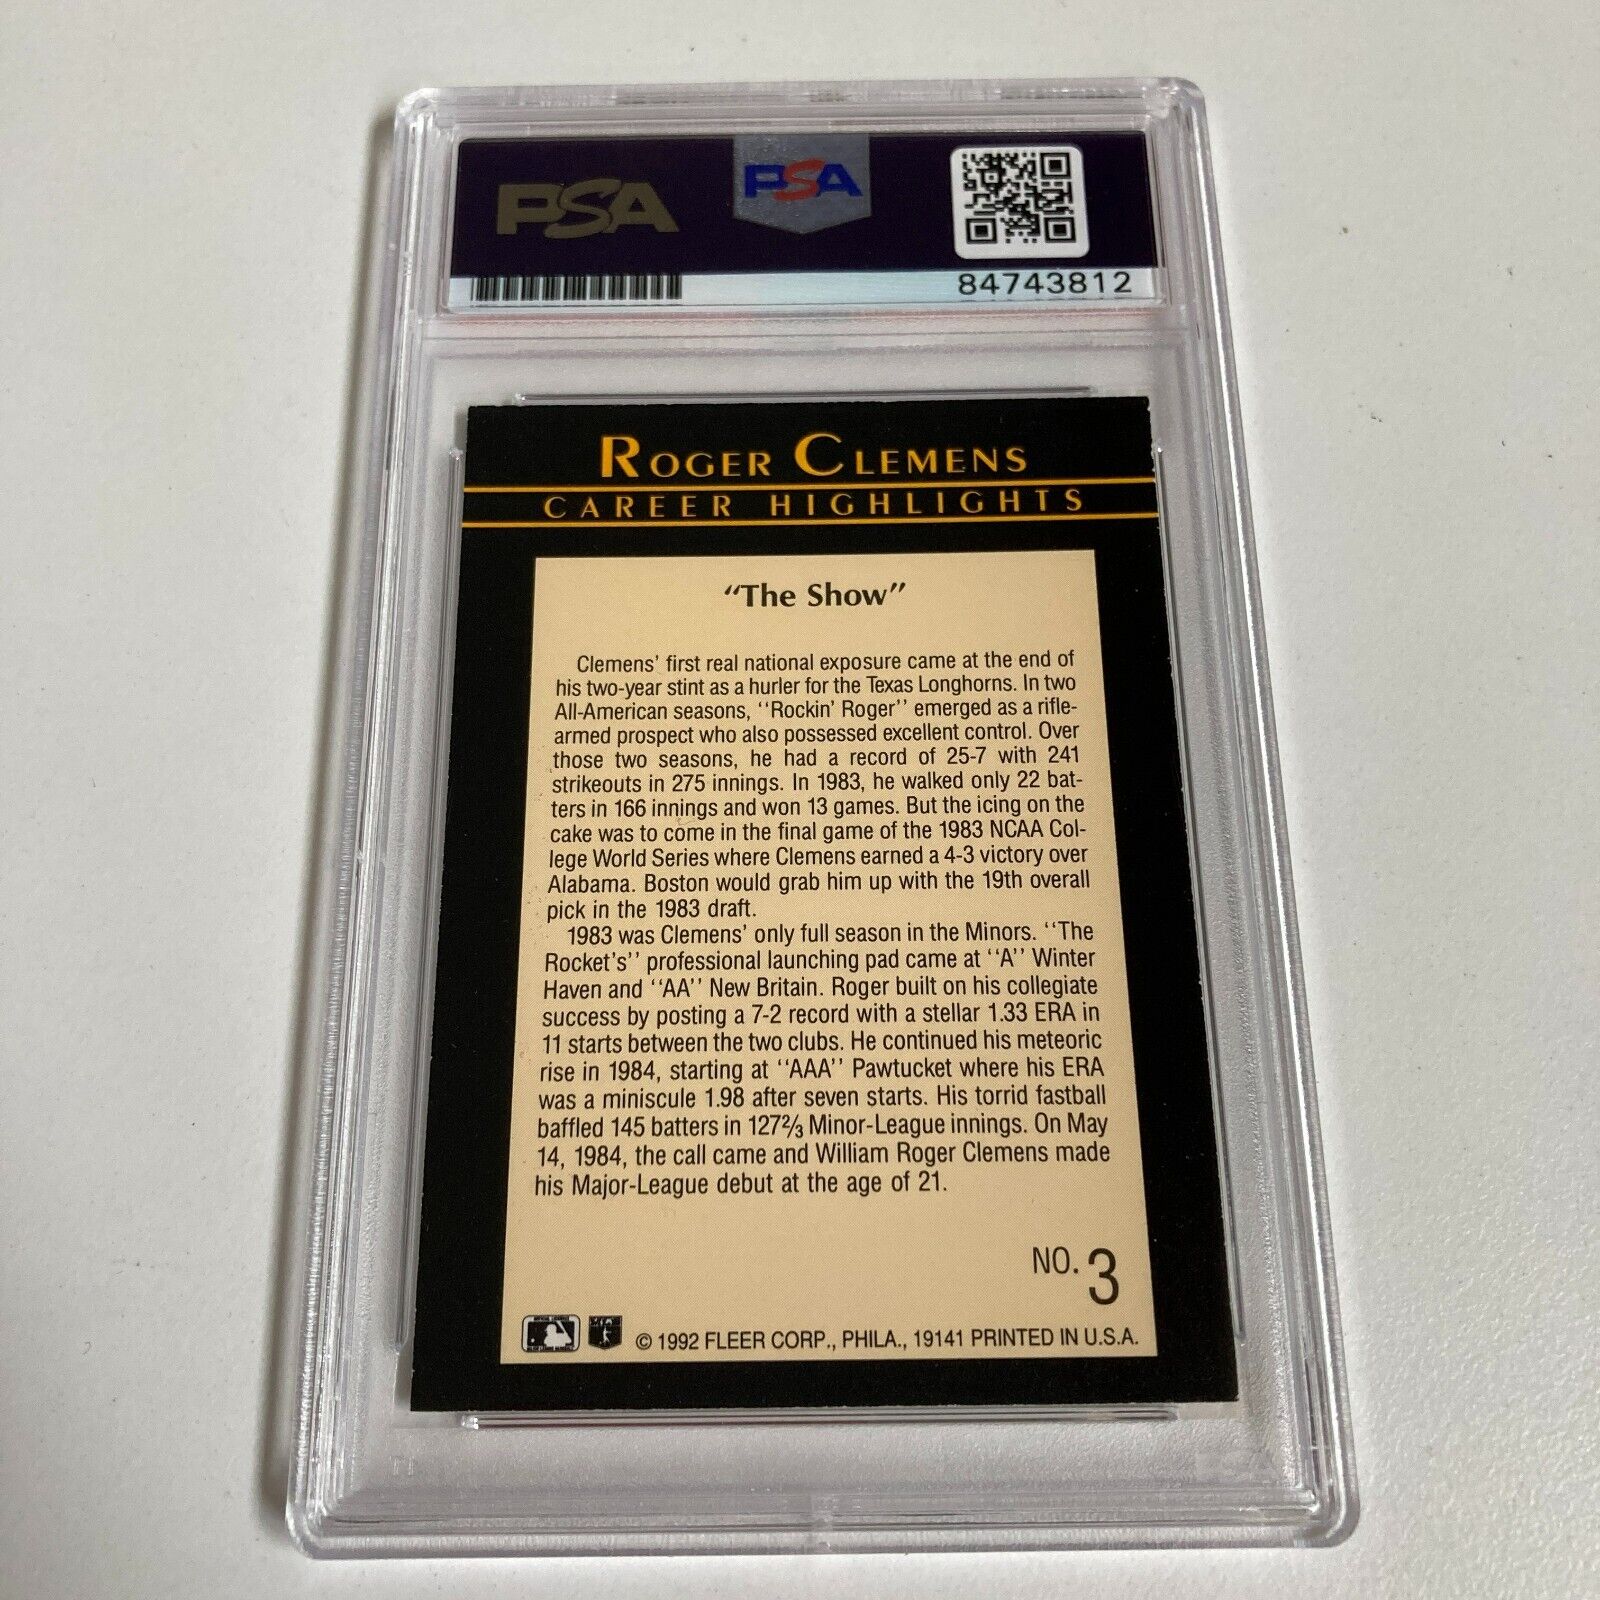 PSA PSA
84743812
ROGER CLEMENS
CAREER HIGHLIGHTS
“The Show”
Clemens’ first real national exposure came at the end of
his two-year stint as a hurler for the Texas Longhorns. In two
All-American seasons, ‘‘Rockin’ Roger’’ emerged as a rifle-
armed prospect who also possessed excellent control. Over
those two seasons, he had a record of 25-7 with 241
strikeouts in 275 innings. In 1983, he walked only 22 bat-
ters in 166 innings and won 13 games. But the icing on the
cake was to come in the final game of the 1983 NCAA Col-
lege World Series where Clemens earned a 4-3 victory over
Alabama. Boston would grab him up with the 19th overall
pick in the 1983 draft.
1983 was Clemens’ only full season in the Minors. ‘‘The
Rocket’s’’ professional launching pad came at ‘‘A’’ Winter
Haven and ‘‘AA’’ New Britain. Roger built on his collegiate
success by posting a 7-2 record with a stellar 1.33 ERA in
11 starts between the two clubs. He continued his meteoric
rise in 1984, starting at ‘‘AAA’’ Pawtucket where his ERA
was a miniscule 1.98 after seven starts. His torrid fastball
baffled 145 batters in 127⅔ Minor-League innings. On May
14, 1984, the call came and William Roger Clemens made
his Major-League debut at the age of 21.
NO. 3
© 1992 FLEER CORP., PHILA., 19141 PRINTED IN U.S.A.